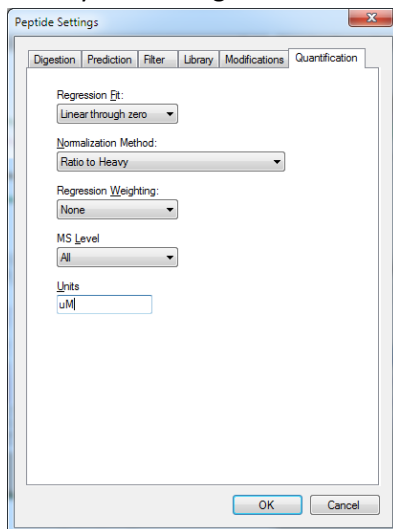 Peptide Settings
Digestion Prediction Filter Library Modifications Quantification
Regression Fit:
Linear through zero
Normalization Method:
Ratio to Heavy
Regression Weighting:
None
MS Level
All
Units
uM
OK Cancel